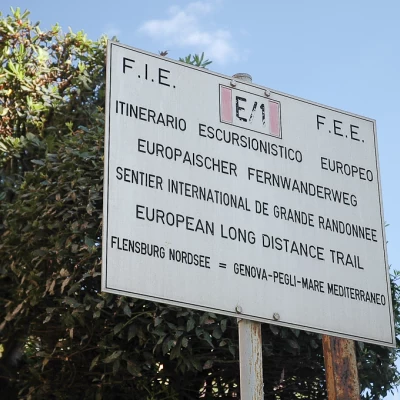 F.I.E. E/1 F.E.E.
ITINERARIO ESCURSIONISTICO EUROPEO
EUROPAISCHER FERNWANDERWEG
SENTIER INTERNATIONAL DE GRANDE RANDONNEE
EUROPEAN LONG DISTANCE TRAIL
FLENSBURG NORDSEE = GENOVA-PEGLI-MARE MEDITERRANEO